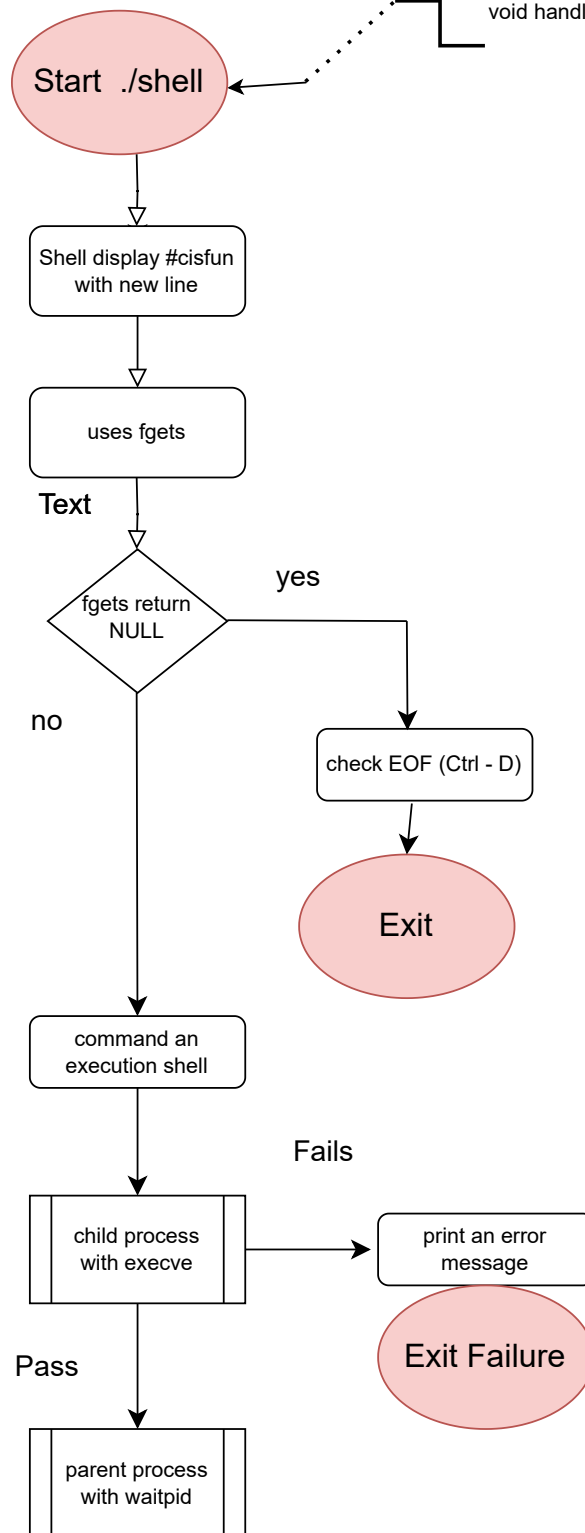 void handl
Start ./shell
Shell display #cisfun
with new line
uses fgets
Text
fgets return
NULL
yes
no
check EOF (Ctrl - D)
Exit
command an
execution shell
Fails
child process
with execve
print an error
message
Exit Failure
Pass
parent process
with waitpid